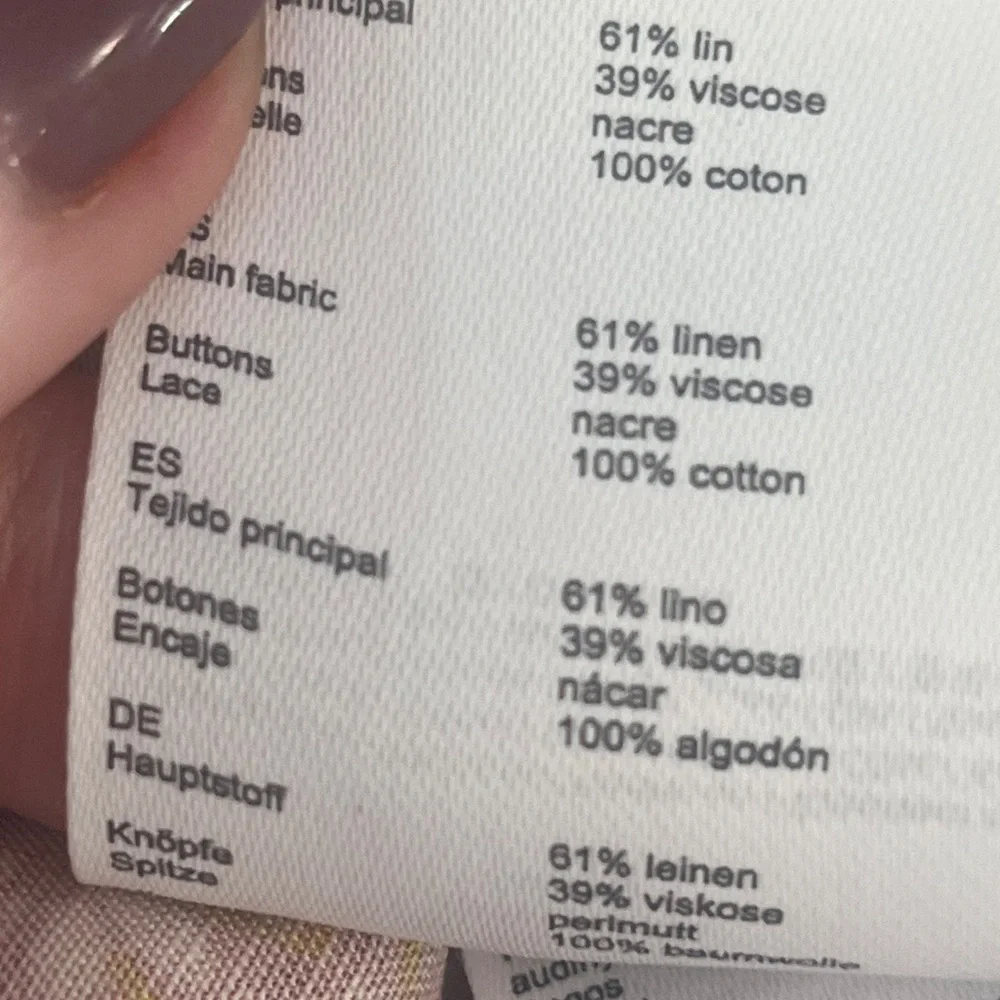 principal
61% lin
39% viscose
nacre
100% coton
Main fabric
61% linen
Buttons
39% viscose
Lace
nacre
100% cotton
ES
Tejido principal
61% lino
Botones
39% viscosa
Encaje
nácar
100% algodón
DE
Hauptstoff
61% leinen
Knöpfe
39% viskose
Spitze
perlmutt
100% baumwolle